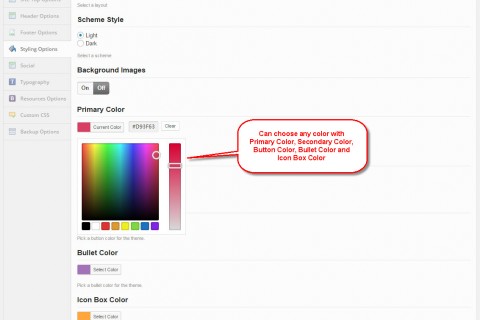 Select a layout
Header Options
Scheme Style
Footer Options
Light
Styling Options
Dark
Social
Select a scheme
Typography
Background Images
Resources Options
On Off
Custom CSS
Primary Color
Backup Options
Current Color #D93F63 Clear
Can choose any color with
Primary Color, Secondary Color,
Button Color, Bullet Color and
Icon Box Color
Pick a button color for the theme.
Bullet Color
Select Color
Pick a bullet color for the theme.
Icon Box Color
Select Color